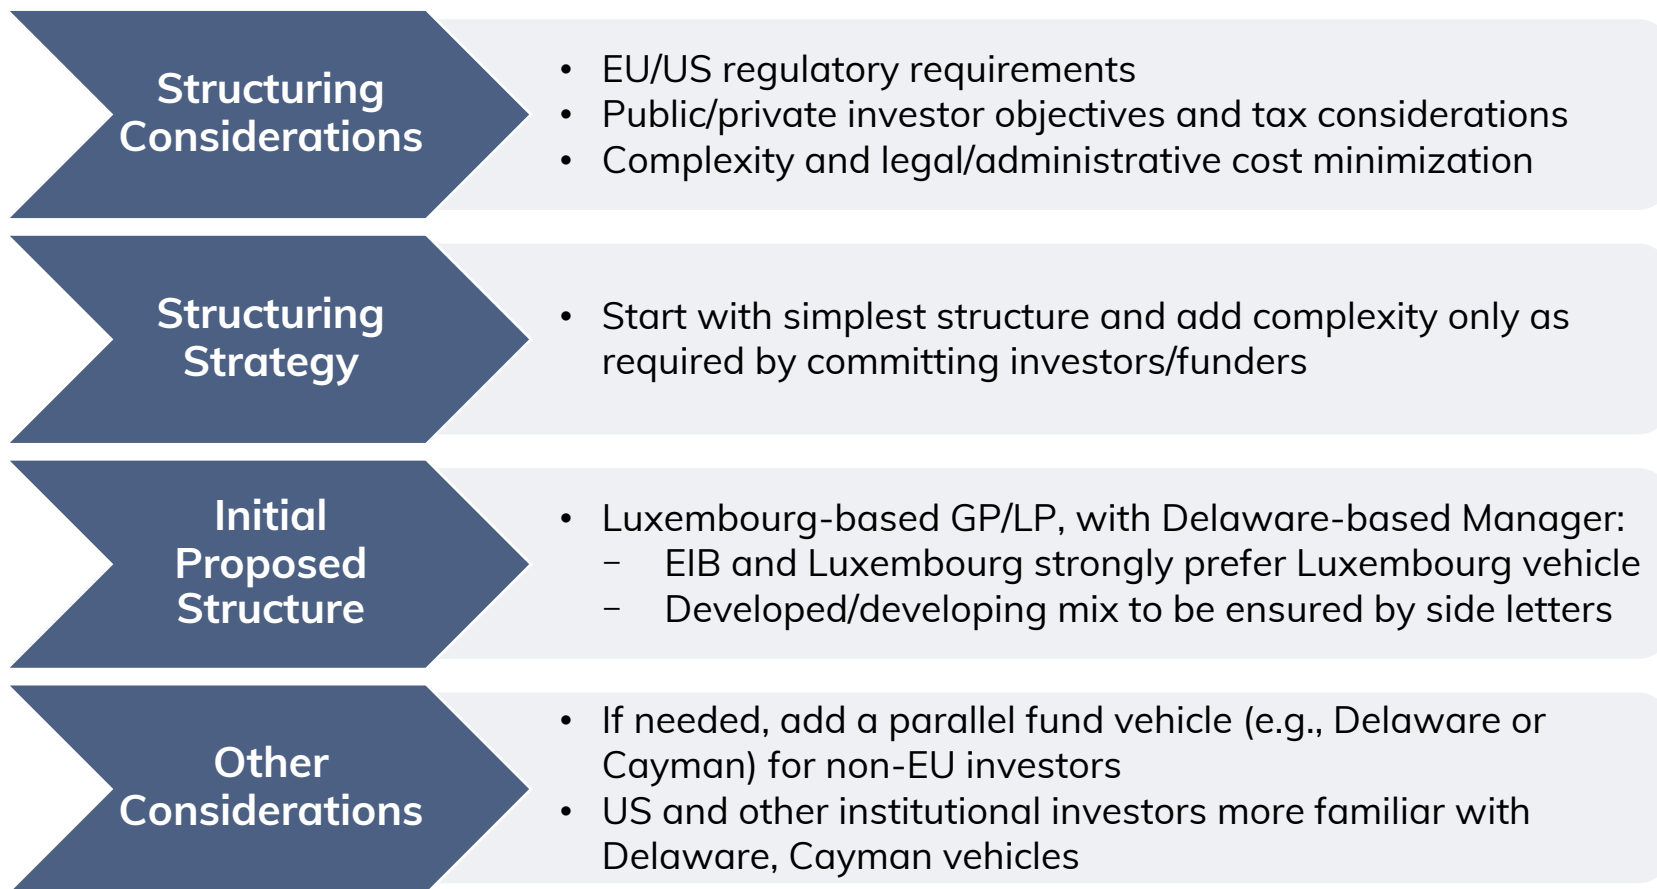 Structuring
Considerations
• EU/US regulatory requirements
• Public/private investor objectives and tax considerations
• Complexity and legal/administrative cost minimization
Structuring
Strategy
• Start with simplest structure and add complexity only as
required by committing investors/funders
Initial
Proposed
Structure
• Luxembourg-based GP/LP, with Delaware-based Manager:
– EIB and Luxembourg strongly prefer Luxembourg vehicle
– Developed/developing mix to be ensured by side letters
Other
Considerations
• If needed, add a parallel fund vehicle (e.g., Delaware or
Cayman) for non-EU investors
• US and other institutional investors more familiar with
Delaware, Cayman vehicles